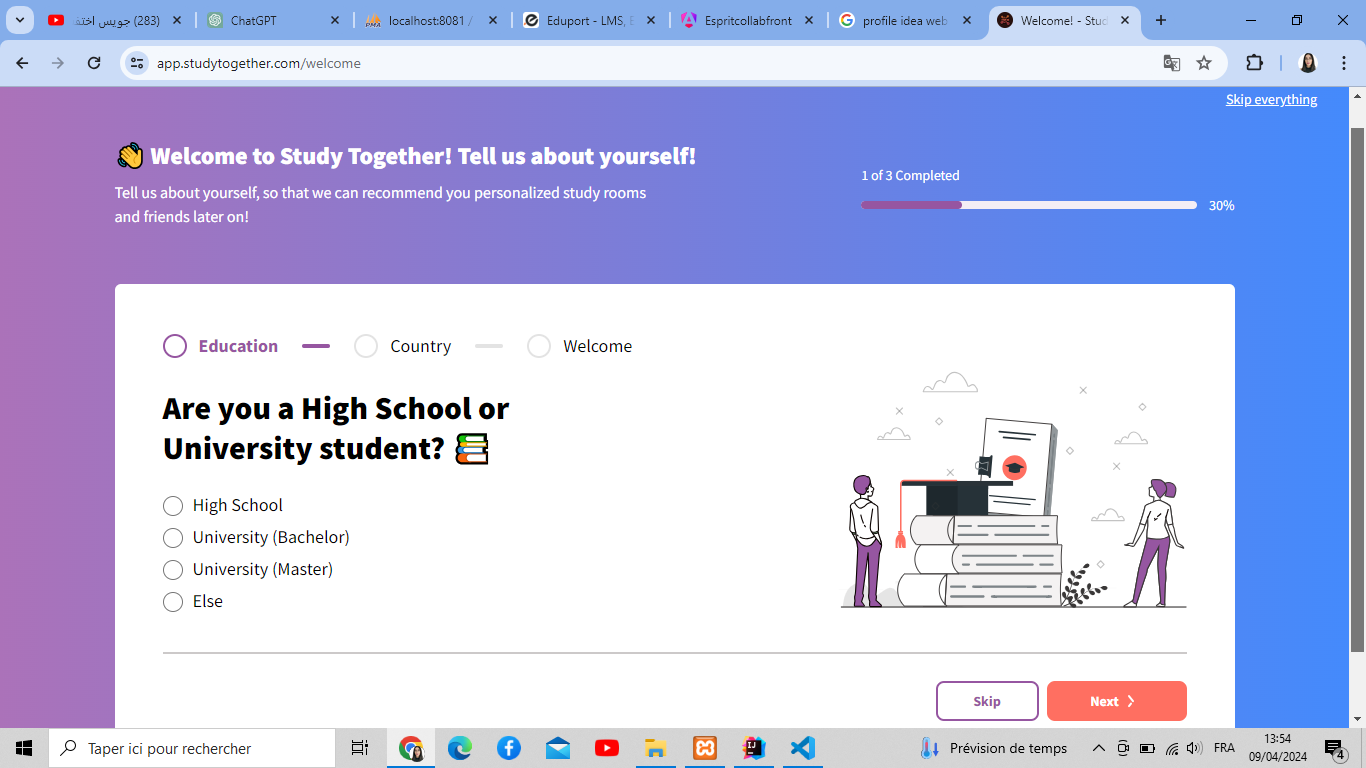 (283) جويس اختف
ChatGPT
localhost:8081 /
Eduport - LMS, E
Espritcollabfront
profile idea web
Welcome! - Stud
app.studytogether.com/welcome
Skip everything
Welcome to Study Together! Tell us about yourself!
Tell us about yourself, so that we can recommend you personalized study rooms
and friends later on!
1 of 3 Completed
30%
Education
Country
Welcome
Are you a High School or
University student?
High School
University (Bachelor)
University (Master)
Else
Skip
Next
Taper ici pour rechercher
Prévision de temps
FRA
13:54
09/04/2024
4